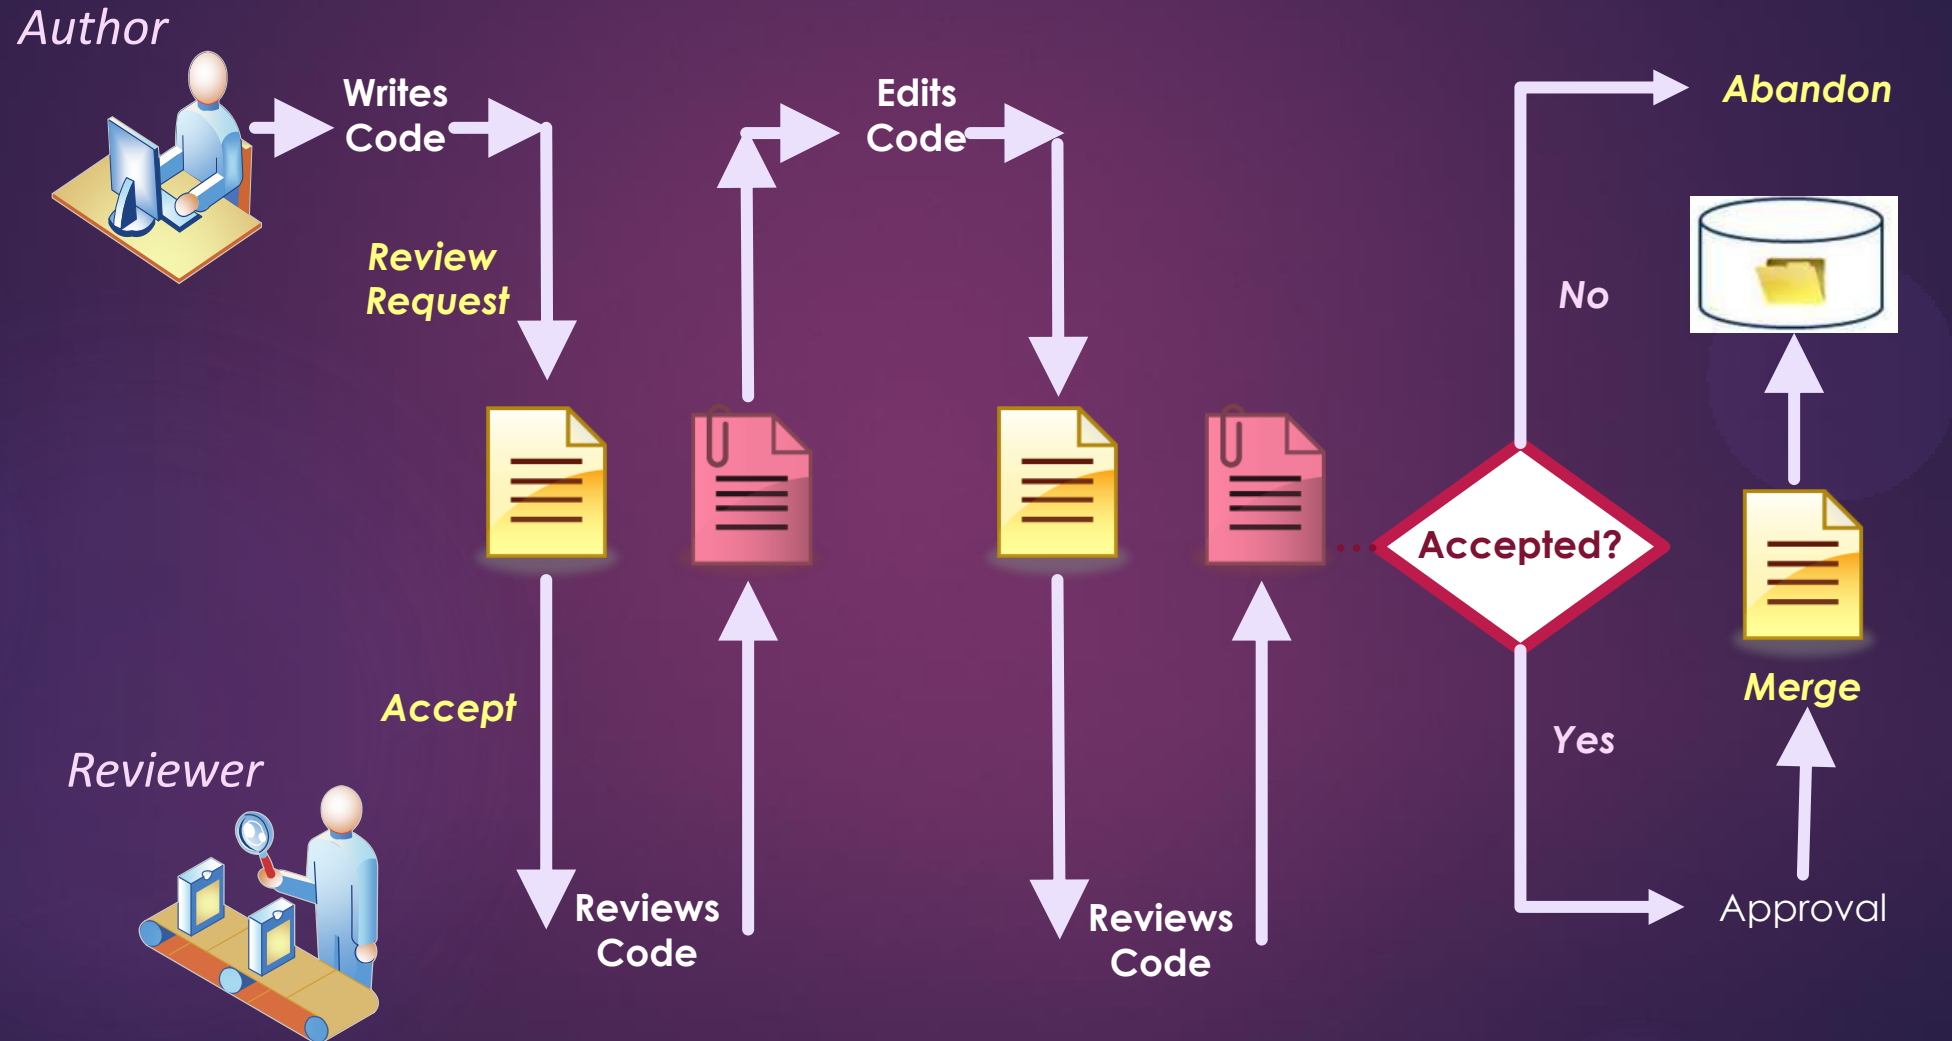 Author
Writes
Code
Edits
Code
Abandon
Review
Request
No
Accepted?
Accept
Merge
Yes
Reviewer
Reviews
Code
Reviews
Code
Approval